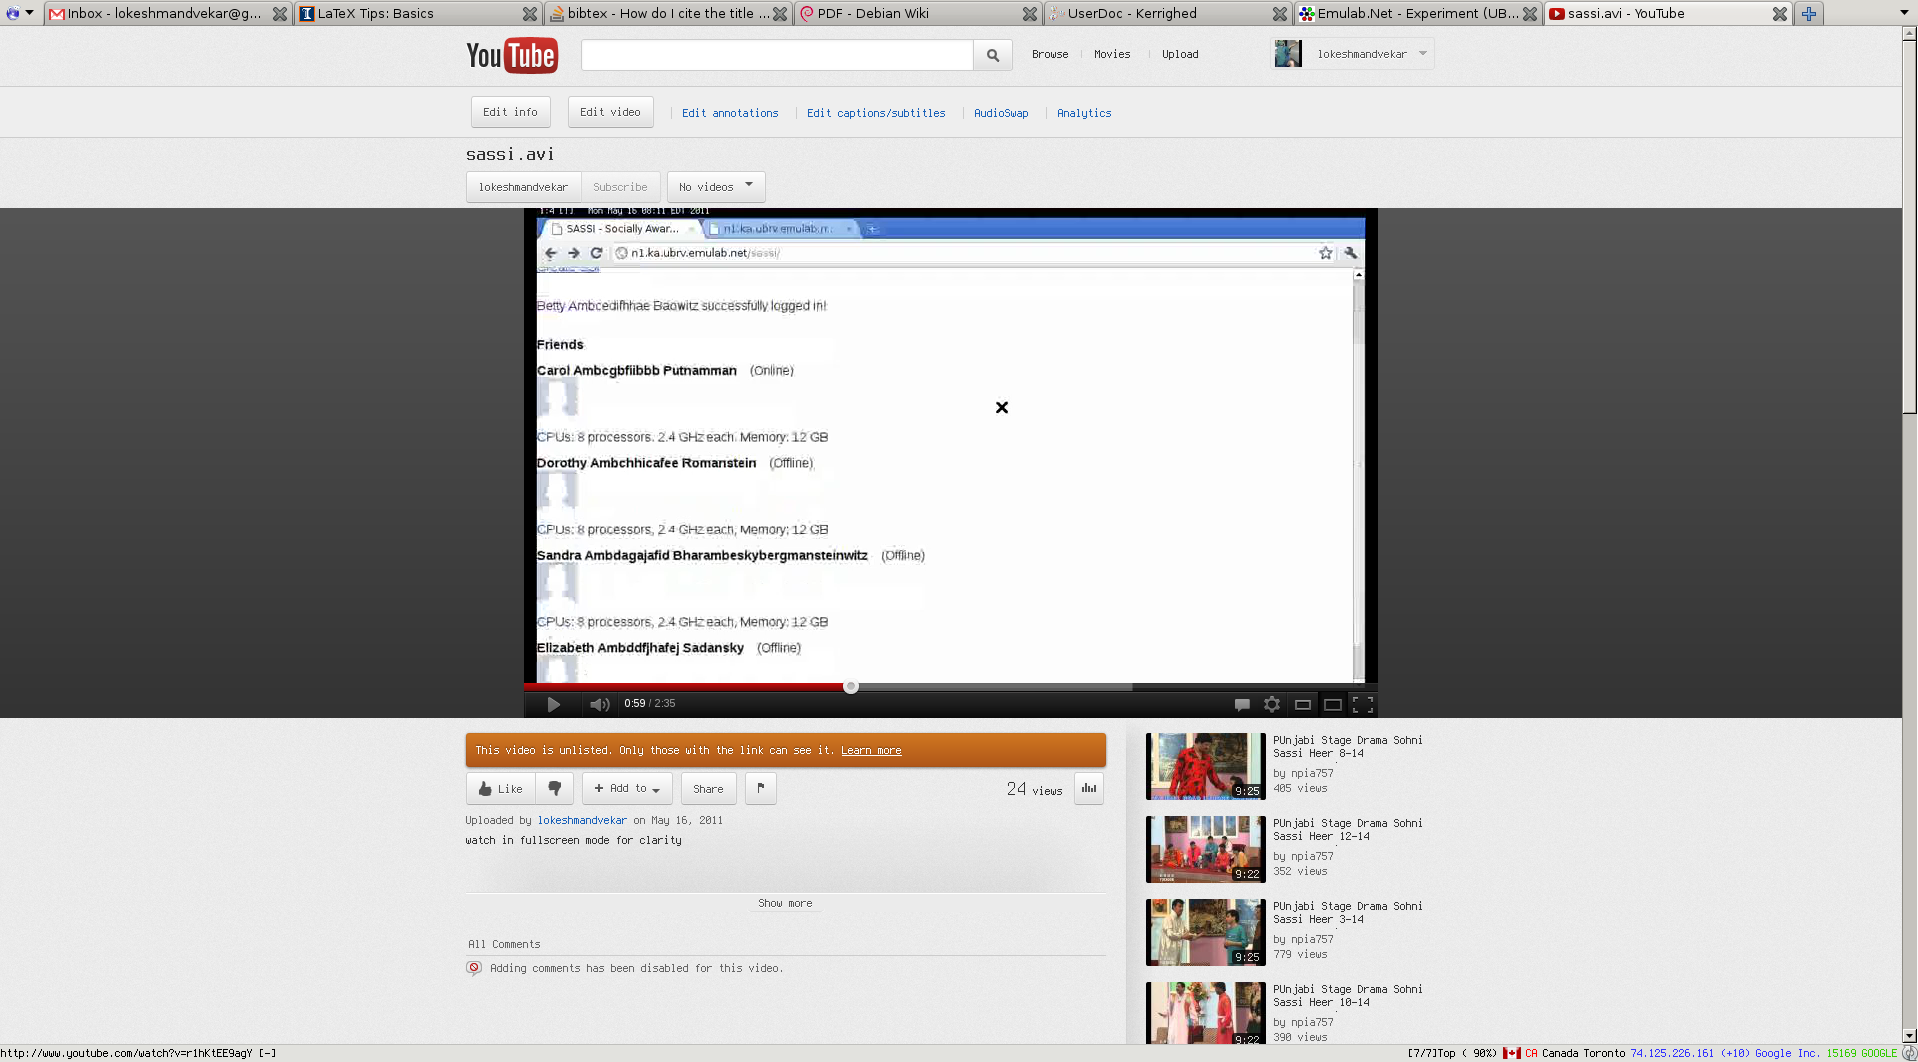 Inbox - lokeshmandvekar@g...
LaTeX Tips: Basics
bibtex - How do I cite the title ...
PDF - Debian Wiki
UserDoc - Kerrighed
Emulab.Net - Experiment (UB...
sassi.avi - YouTube
YouTube
Browse
Movies
Upload
lokeshmandvekar
Edit info
Edit video
Edit annotations
Edit captions/subtitles
AudioSwap
Analytics
sassi.avi
lokeshmandvekar
Subscribe
No videos
Mon May 16 08:11 EDT 2011
SASSI - Socially Awar...
n1.ka.ubrv.emulab.n...
n1.ka.ubrv.emulab.net/sassi/
Betty successfully logged in!
Friends
Carol Ambcgbfiibbb Putnamman (Online)
CPUs: 8 processors, 2.4 GHz each, Memory: 12 GB
Dorothy Ambchhicafee Romanstein (Offline)
CPUs: 8 processors, 2.4 GHz each, Memory: 12 GB
Sandra Ambdagajafid Bharambeskybergmansteinwitz (Offline)
CPUs: 8 processors, 2.4 GHz each, Memory: 12 GB
Elizabeth Ambddfjhafej Sadansky (Offline)
0:59 / 2:35
This video is unlisted. Only those with the link can see it. Learn more
Like
+ Add to
Share
24 views
Uploaded by lokeshmandvekar on May 16, 2011
watch in fullscreen mode for clarity
Show more
All Comments
Adding comments has been disabled for this video.
9:25
PUnjabi Stage Drama Sohni
Sassi Heer 8-14
by npia757
405 views
9:22
PUnjabi Stage Drama Sohni
Sassi Heer 12-14
by npia757
352 views
9:25
PUnjabi Stage Drama Sohni
Sassi Heer 3-14
by npia757
779 views
9:22
PUnjabi Stage Drama Sohni
Sassi Heer 10-14
by npia757
390 views
http://www.youtube.com/watch?v=r1hKtEE9agY [-]
[7/7]Top ( 90%) CA Canada Toronto 74.125.226.161 (+10) Google Inc. 15169 GOOGLE